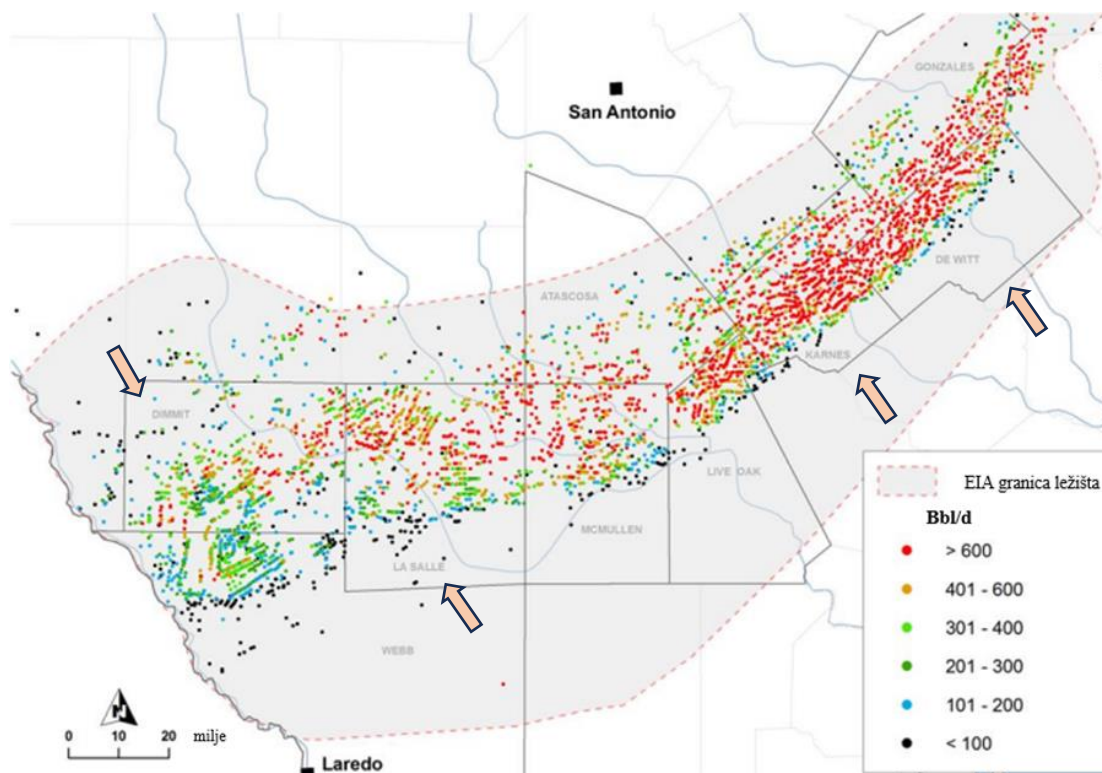 GONZALES
San Antonio
DE WITT
ATASCOSA
KARNES
DIMMIT
LIVE OAK
MCMULLEN
LA SALLE
WEBB
N
0 10 20 milje
Laredo
EIA granica ležišta
Bbl/d
> 600
401 - 600
301 - 400
201 - 300
101 - 200
< 100